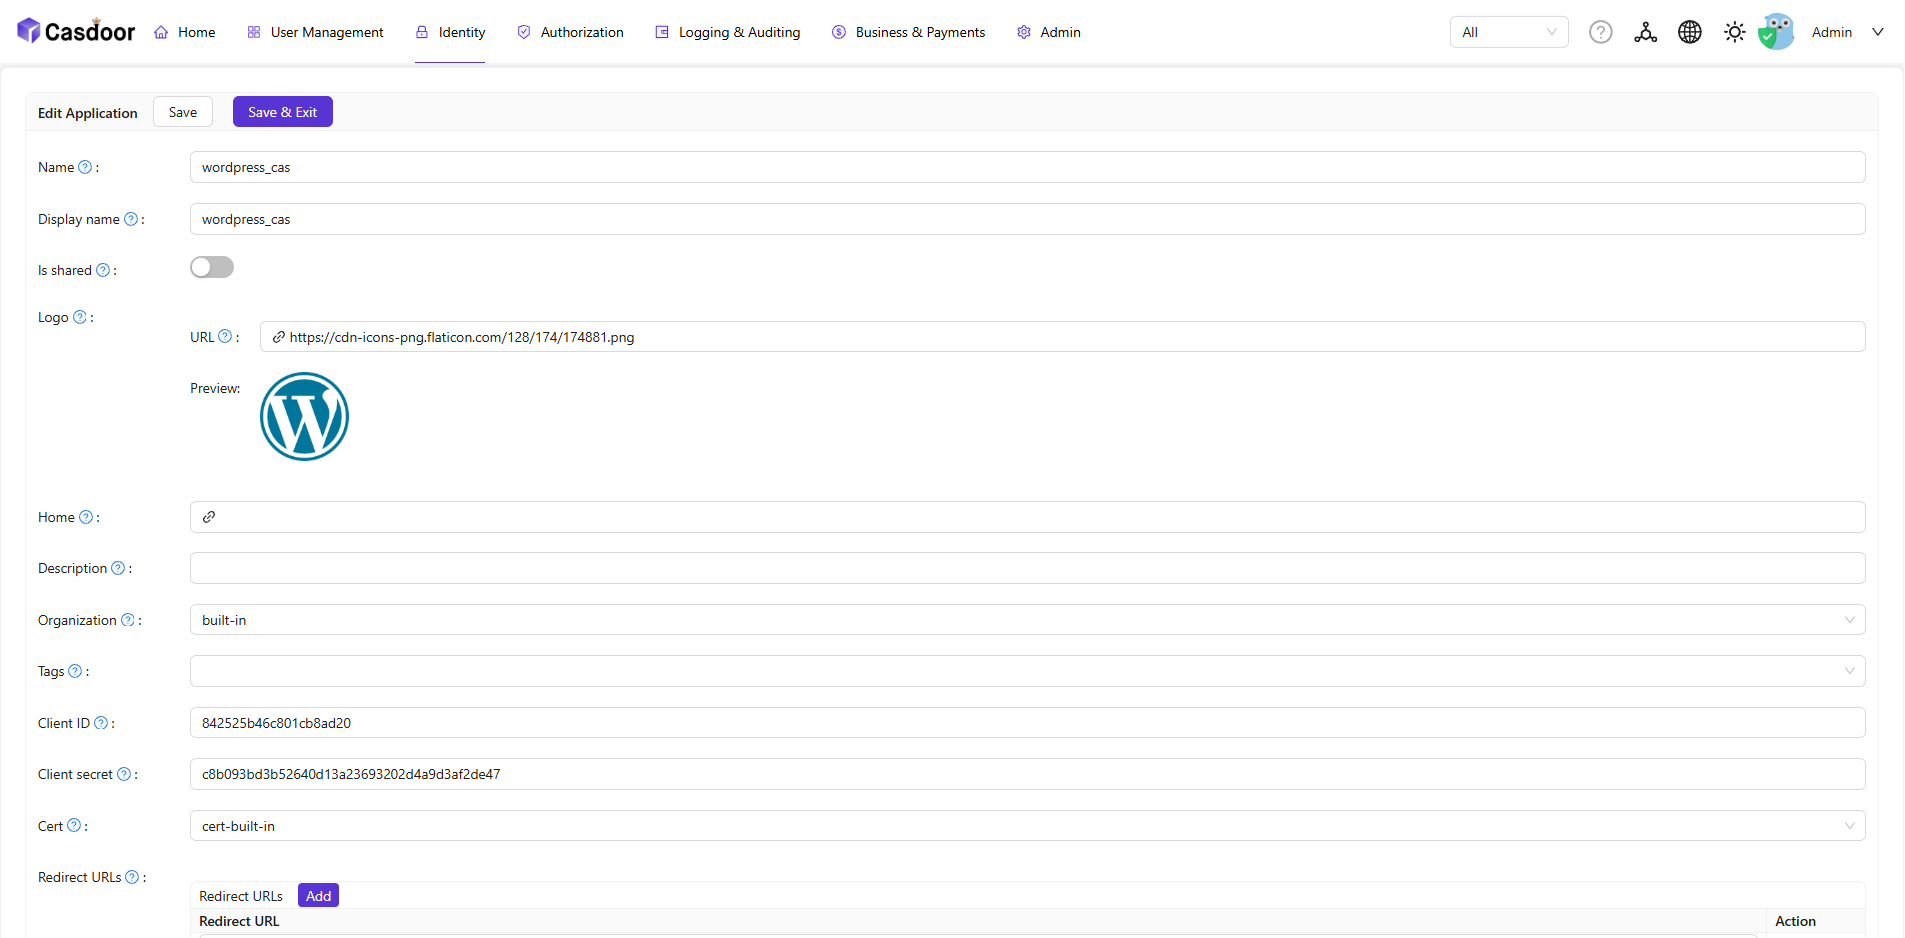 Casdoor Home User Management Identity Authorization Logging & Auditing Business & Payments Admin All Admin
Edit Application Save Save & Exit
Name : wordpress_cas
Display name : wordpress_cas
Is shared :
Logo :
URL : https://cdn-icons-png.flaticon.com/128/174/174881.png
Preview:
Home :
Description :
Organization : built-in
Tags :
Client ID : 842525b46c801cb8ad20
Client secret : c8b093bd3b52640d13a23693202d4a9d3af2de47
Cert : cert-built-in
Redirect URLs :
Redirect URLs Add
Redirect URL Action